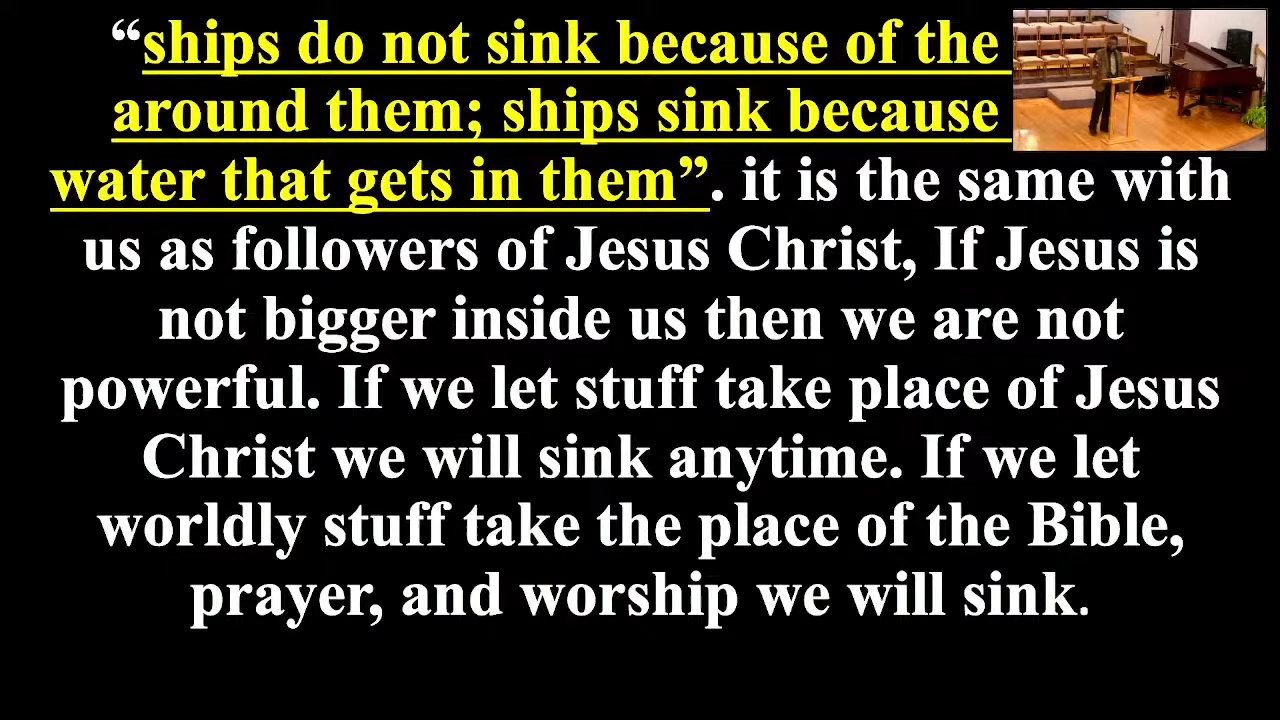 “ships do not sink because of the
around them; ships sink because
water that gets in them”. it is the same with
us as followers of Jesus Christ, If Jesus is
not bigger inside us then we are not
powerful. If we let stuff take place of Jesus
Christ we will sink anytime. If we let
worldly stuff take the place of the Bible,
prayer, and worship we will sink.